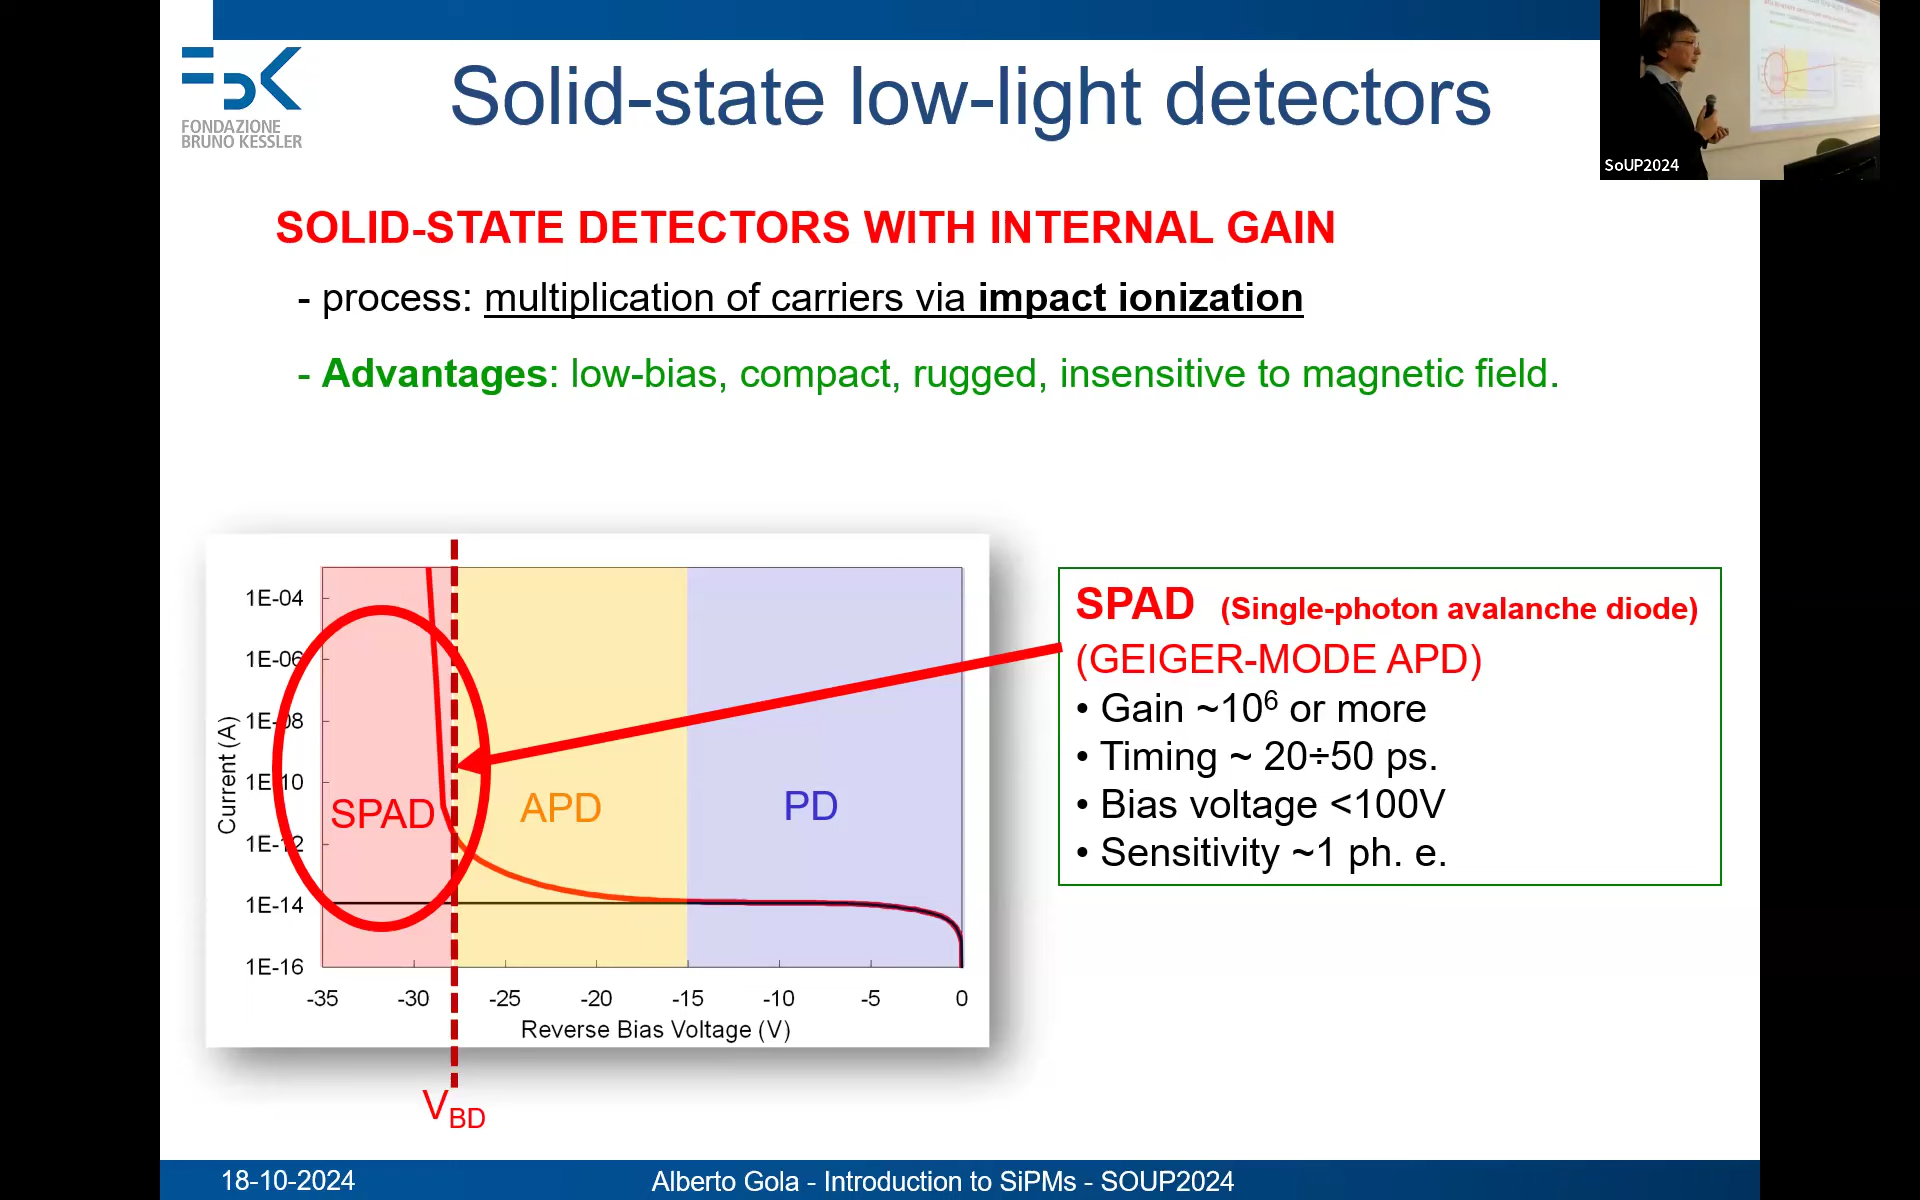 FONDAZIONE
BRUNO KESSLER
Solid-state low-light detectors
SoUP2024
SOLID-STATE DETECTORS WITH INTERNAL GAIN
- process: multiplication of carriers via impact ionization
- Advantages: low-bias, compact, rugged, insensitive to magnetic field.
Current (A)
1E-04
1E-06
1E-08
1E-10
1E-12
1E-14
1E-16
SPAD
APD
PD
-35
-30
-25
-20
-15
-10
-5
0
Reverse Bias Voltage (V)
VBD
SPAD (Single-photon avalanche diode)
(GEIGER-MODE APD)
• Gain ~10⁶ or more
• Timing ~ 20÷50 ps.
• Bias voltage <100V
• Sensitivity ~1 ph. e.
18-10-2024
Alberto Gola - Introduction to SiPMs - SOUP2024